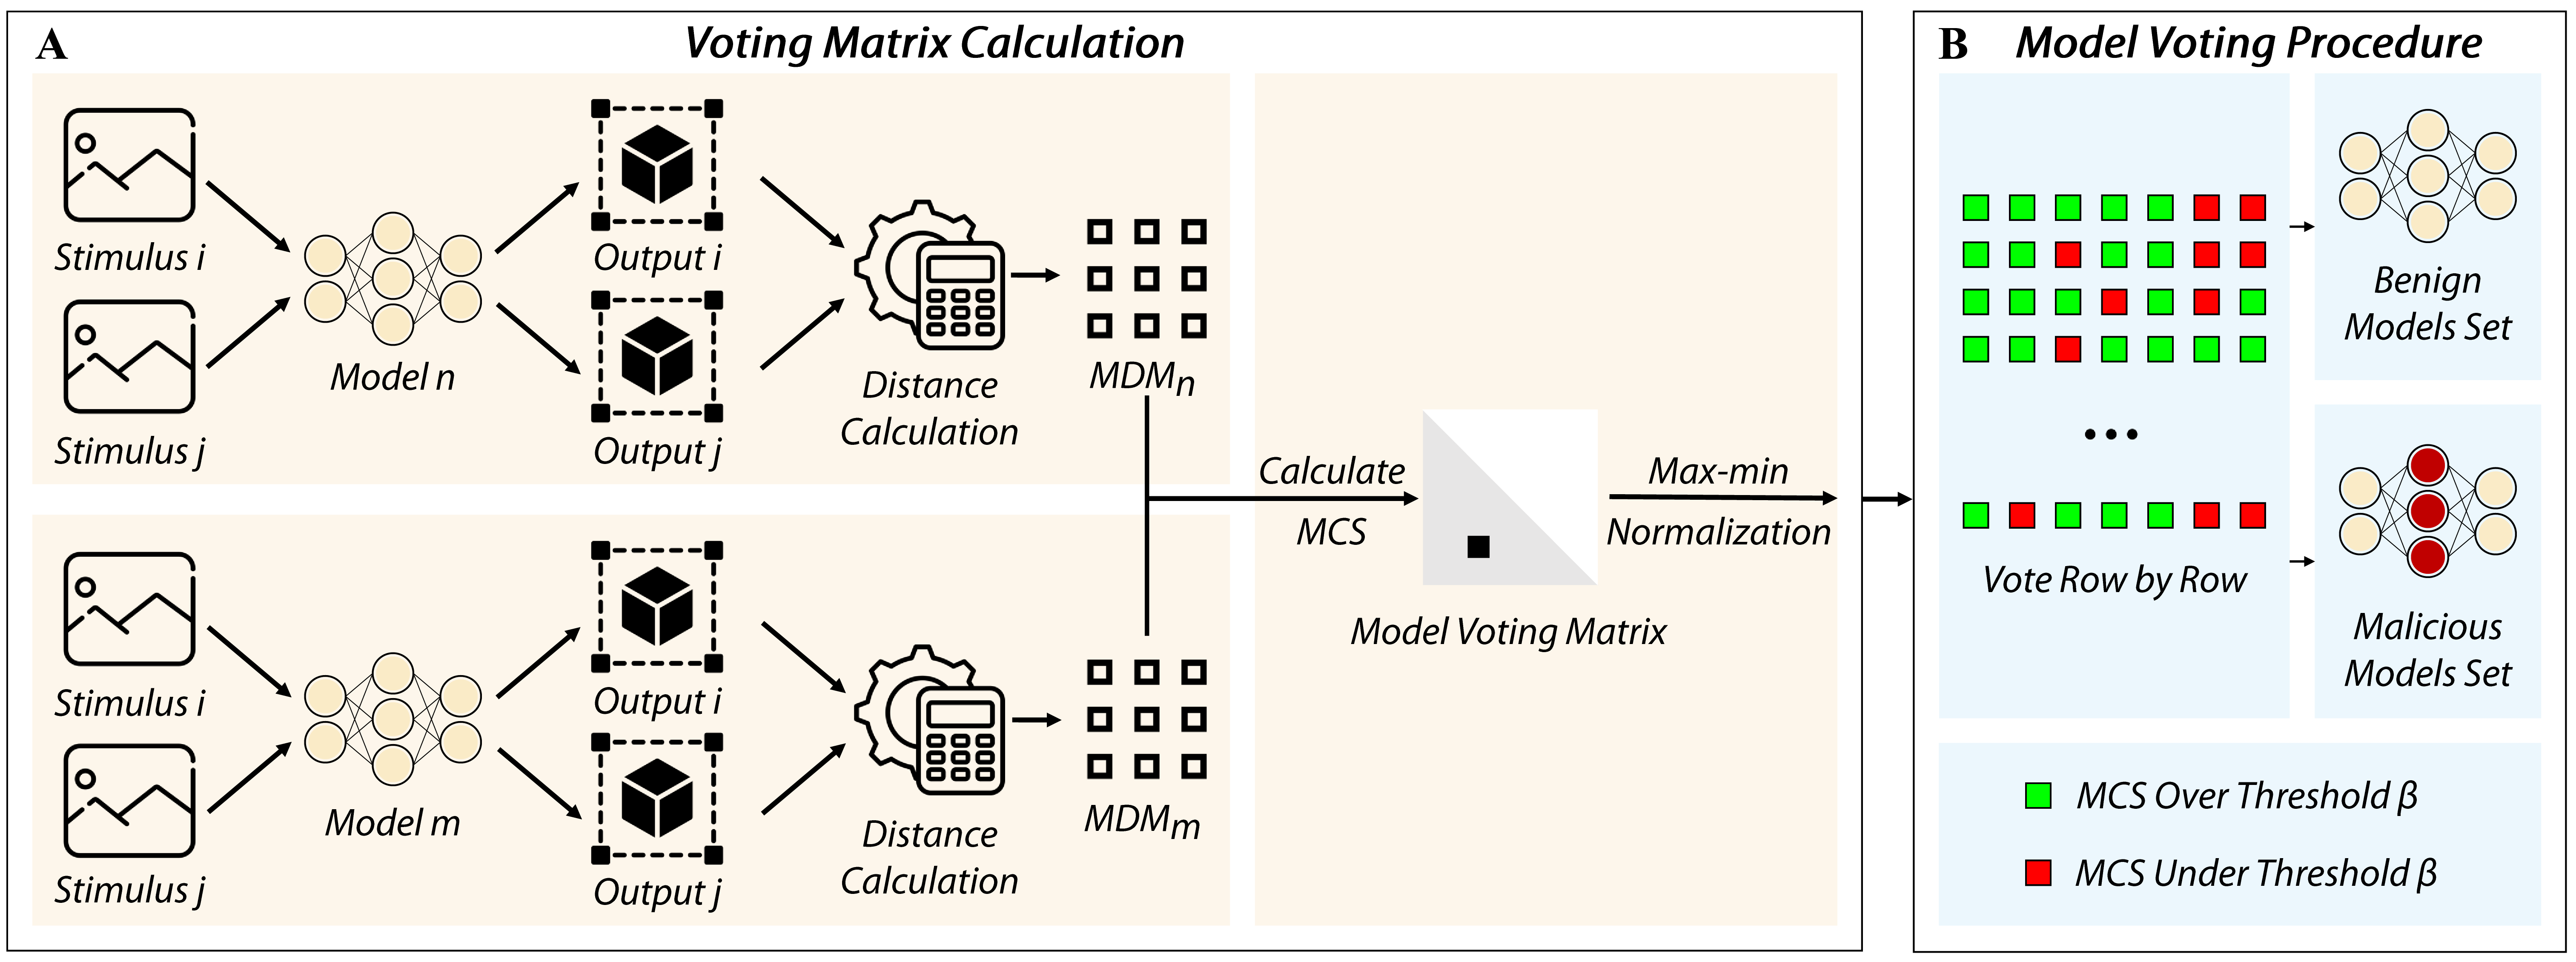 A
Voting Matrix Calculation
Stimulus i
Stimulus j
Model n
Output i
Output j
Distance
Calculation
MDMn
Stimulus i
Stimulus j
Model m
Output i
Output j
Distance
Calculation
MDMm
Calculate
MCS
Model Voting Matrix
Max-min
Normalization
B
Model Voting Procedure
...
Vote Row by Row
Benign
Models Set
Malicious
Models Set
MCS Over Threshold β
MCS Under Threshold β